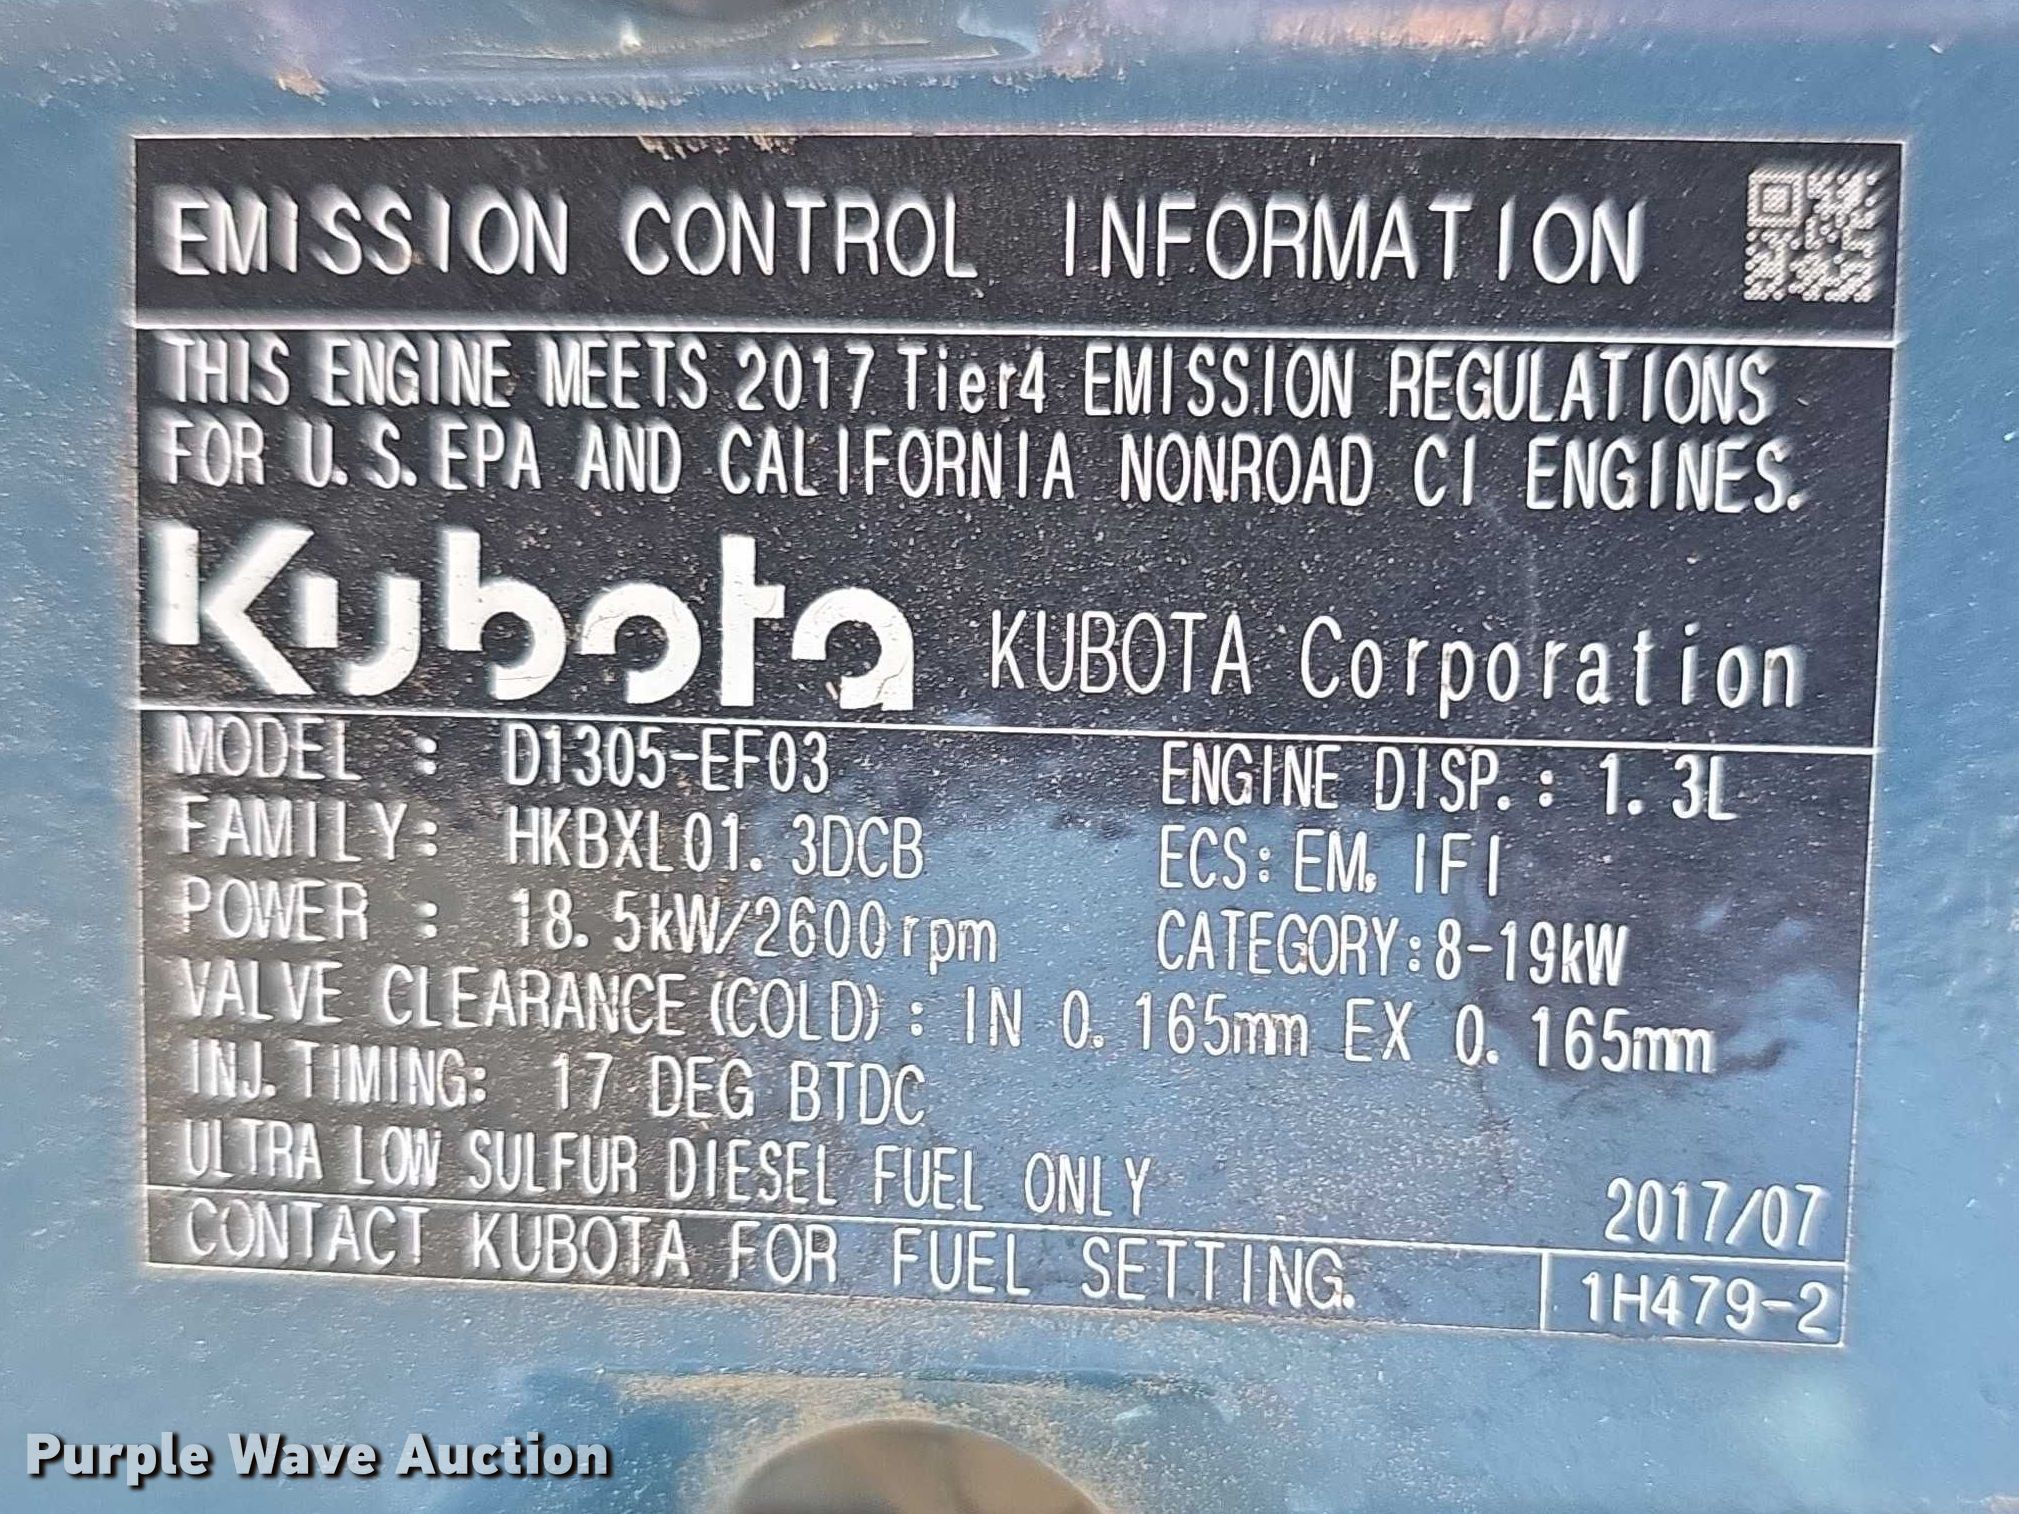 EMISSION CONTROL INFORMATION
THIS ENGINE MEETS 2017 Tier4 EMISSION REGULATIONS
FOR U.S.EPA AND CALIFORNIA NONROAD CI ENGINES.
Kubota KUBOTA Corporation
MODEL : D1305-EF03 ENGINE DISP.: 1.3L
FAMILY: HKBXL01.3DCB ECS: EM, IFI
POWER : 18.5kW/2600rpm CATEGORY:8-19kW
VALVE CLEARANCE(COLD): IN 0.165mm EX 0.165mm
INJ.TIMING: 17 DEG BTDC
ULTRA LOW SULFUR DIESEL FUEL ONLY 2017/07
CONTACT KUBOTA FOR FUEL SETTING. 1H479-2
Purple Wave Auction